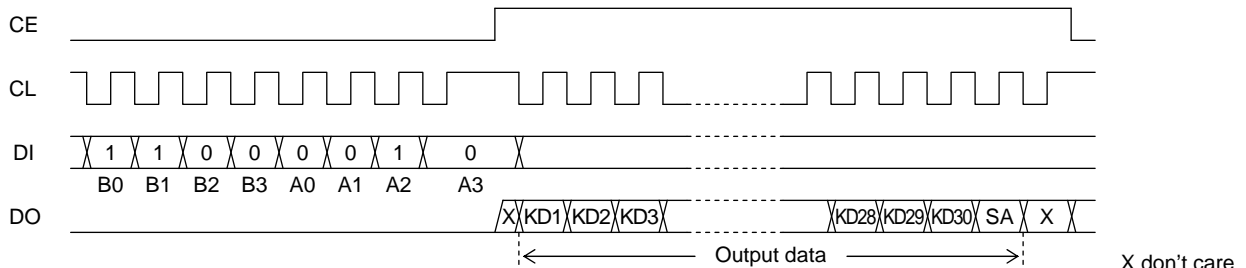 CE
CL
DI 1 1 0 0 0 0 1 0
B0 B1 B2 B3 A0 A1 A2 A3
DO X KD1 KD2 KD3 KD28 KD29 KD30 SA X
Output data
X don't care